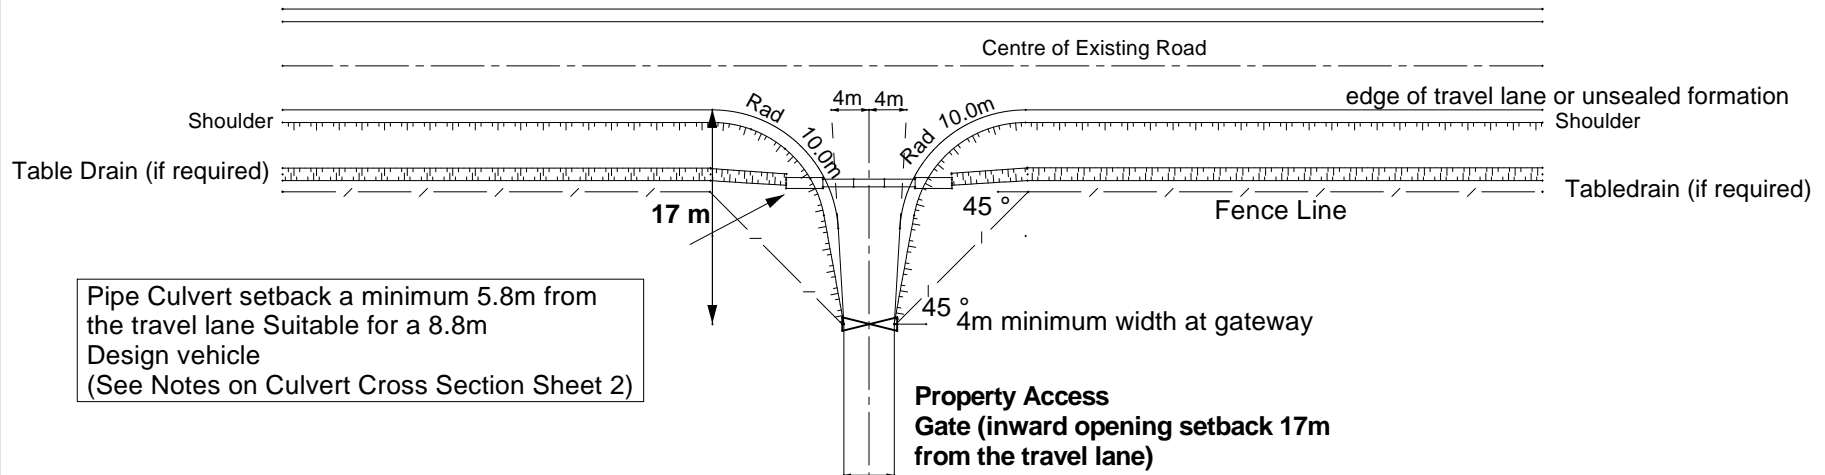 Centre of Existing Road
4m 4m
edge of travel lane or unsealed formation
Rad 10.0m
Rad 10.0m
Shoulder
Shoulder
Table Drain (if required)
Tabledrain (if required)
17 m
45 °
Fence Line
Pipe Culvert setback a minimum 5.8m from
the travel lane Suitable for a 8.8m
Design vehicle
(See Notes on Culvert Cross Section Sheet 2)
45 °
4m minimum width at gateway
Property Access
Gate (inward opening setback 17m
from the travel lane)